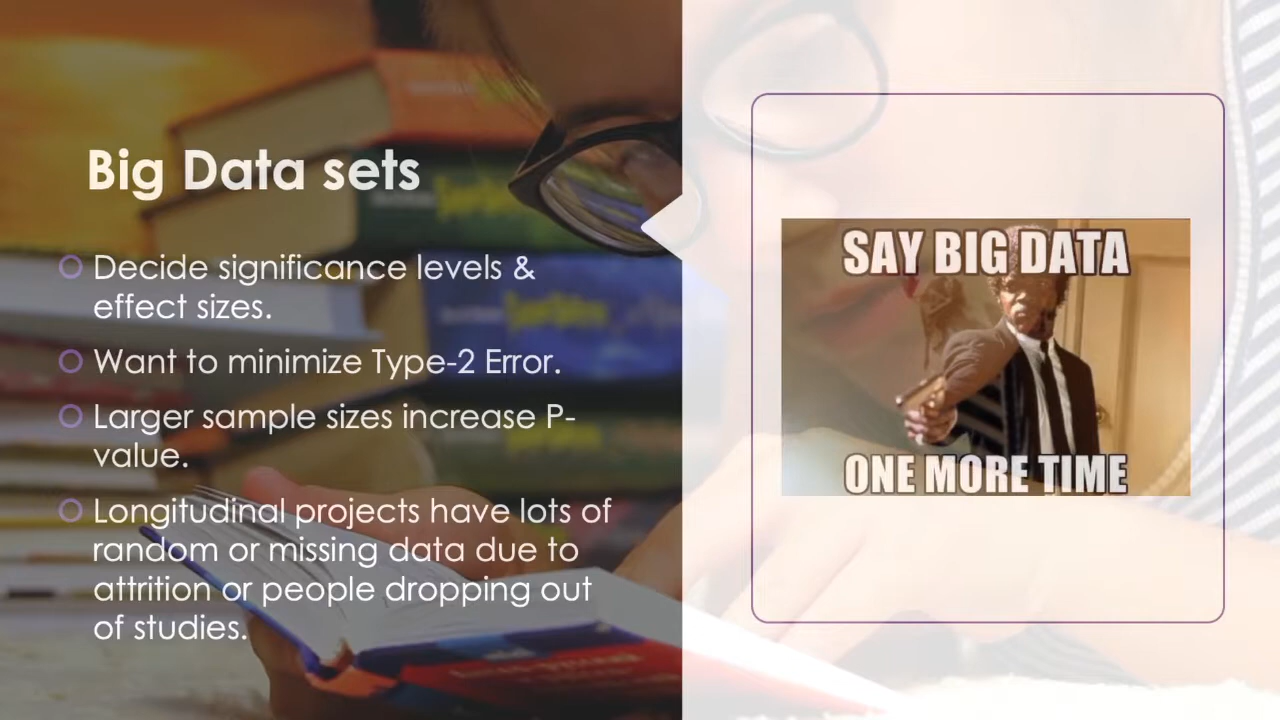 Big Data sets
Decide significance levels &
effect sizes.
Want to minimize Type-2 Error.
Larger sample sizes increase P-
value.
Longitudinal projects have lots of
random or missing data due to
attrition or people dropping out
of studies.
SAY BIG DATA
ONE MORE TIME